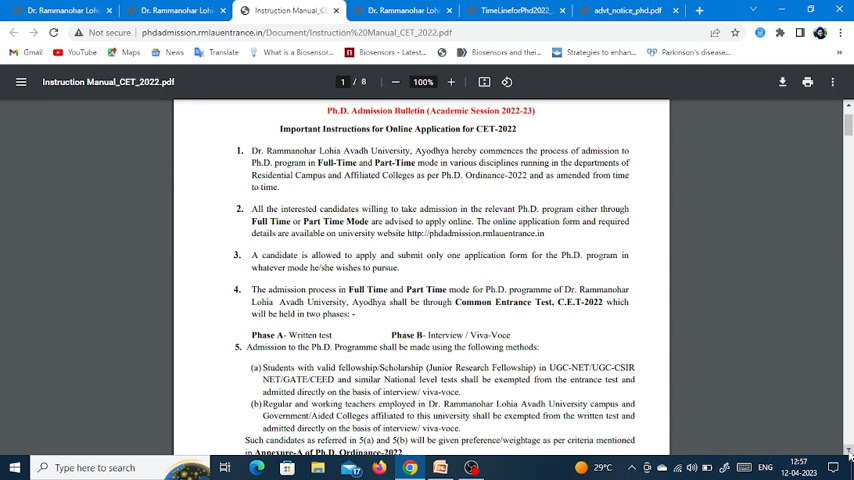 Dr. Rammanohar Lohi
Dr. Rammanohar Lohi
Instruction Manual_C
Dr. Rammanohar Lohi
TimeLineforPhd2022_
advt_notice_phd.pdf
Not secure
phdadmission.rmlauentrance.in/Document/Instruction%20Manual_CET_2022.pdf
Gmail
YouTube
Maps
News
Translate
What is a Biosensor...
Biosensors - Latest...
Biosensors and thei...
Strategies to enhan...
Parkinson's disease...
Instruction Manual_CET_2022.pdf
1 / 8
100%
Ph.D. Admission Bulletin (Academic Session 2022-23)
Important Instructions for Online Application for CET-2022
1. Dr. Rammanohar Lohia Avadh University, Ayodhya hereby commences the process of admission to
Ph.D. program in Full-Time and Part-Time mode in various disciplines running in the departments of
Residential Campus and Affiliated Colleges as per Ph.D. Ordinance-2022 and as amended from time
to time.
2. All the interested candidates willing to take admission in the relevant Ph.D. program either through
Full Time or Part Time Mode are advised to apply online. The online application form and required
details are available on university website http://phdadmission.rmlauentrance.in
3. A candidate is allowed to apply and submit only one application form for the Ph.D. program in
whatever mode he/she wishes to pursue.
4. The admission process in Full Time and Part Time mode for Ph.D. programme of Dr. Rammanohar
Lohia Avadh University, Ayodhya shall be through Common Entrance Test, C.E.T-2022 which
will be held in two phases: -
Phase A- Written test Phase B- Interview / Viva-Voce
5. Admission to the Ph.D. Programme shall be made using the following methods:
(a) Students with valid fellowship/Scholarship (Junior Research Fellowship) in UGC-NET/UGC-CSIR
NET/GATE/CEED and similar National level tests shall be exempted from the entrance test and
admitted directly on the basis of interview/ viva-voce.
(b) Regular and working teachers employed in Dr. Rammanohar Lohia Avadh University campus and
Government/Aided Colleges affiliated to this university shall be exempted from the written test and
admitted directly on the basis of interview/ viva-voce.
Such candidates as referred in 5(a) and 5(b) will be given preference/weightage as per criteria mentioned
in Annexure-A of Ph.D. Ordinance-2022.
Type here to search
29°C
ENG
12:57
12-04-2023